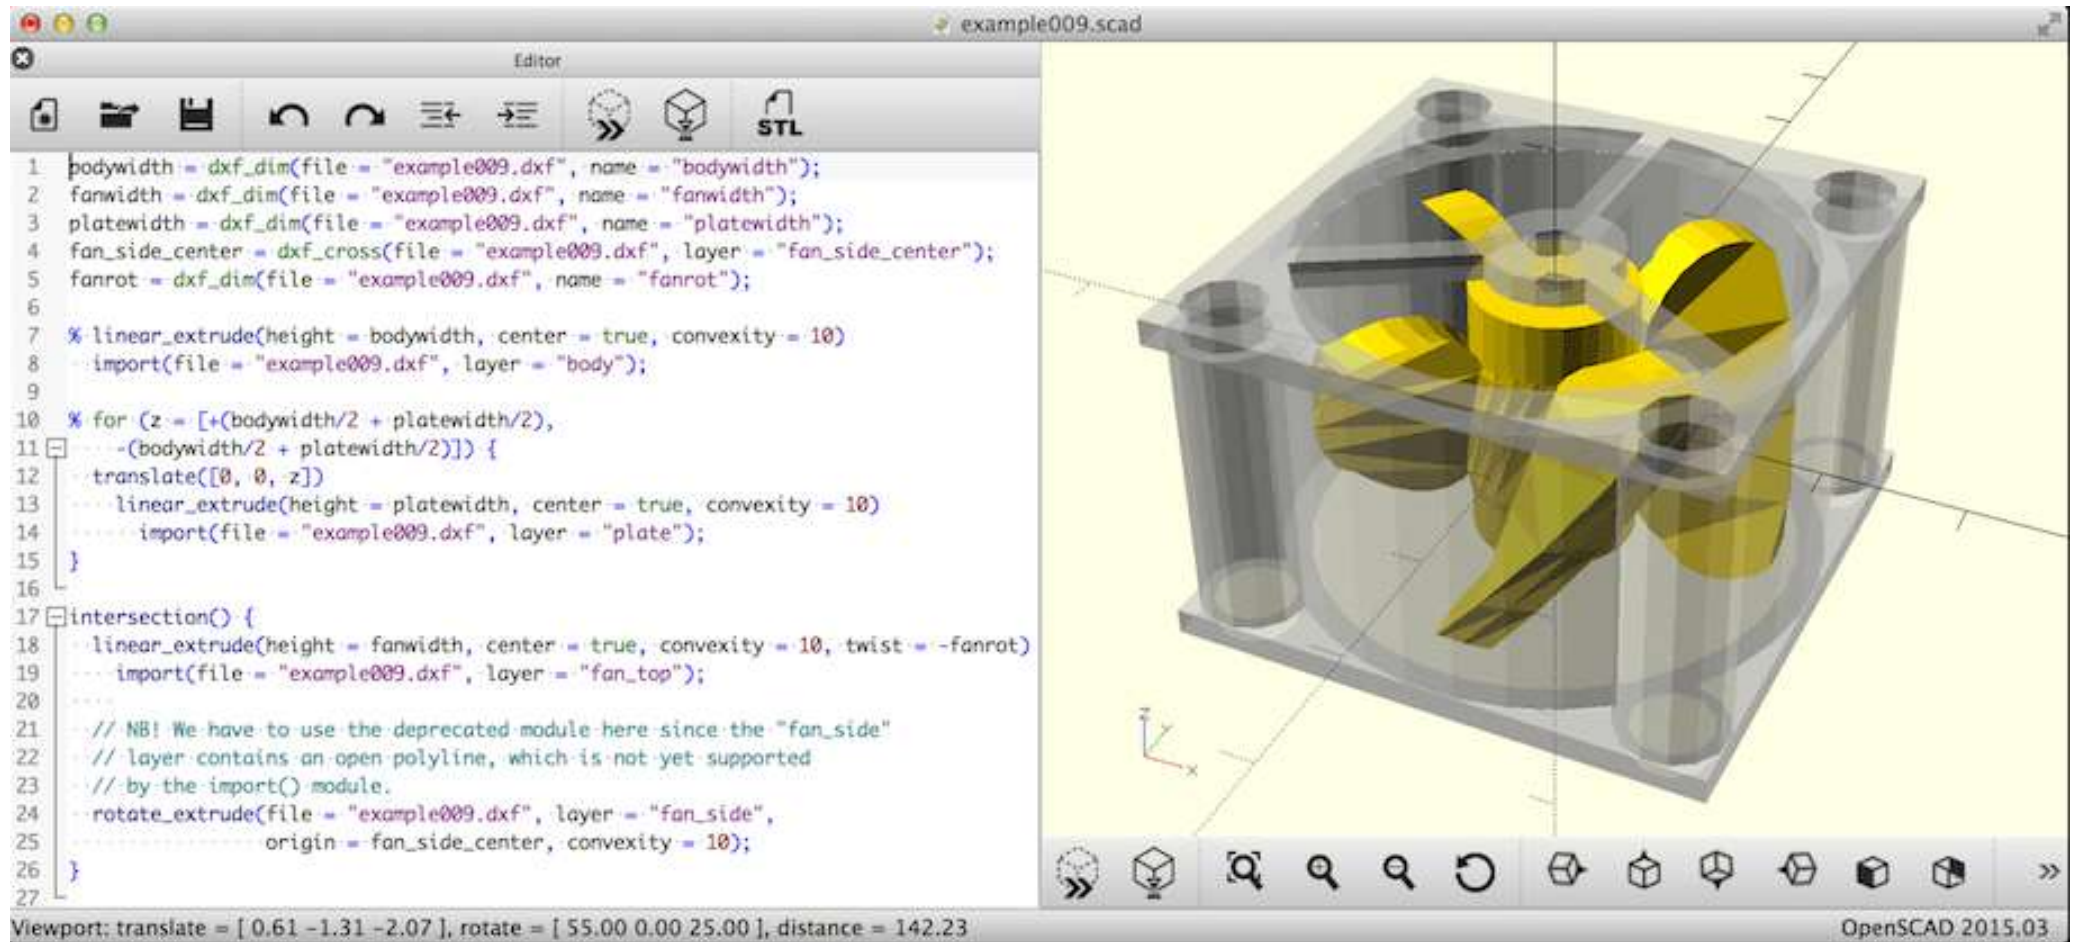 example009.scad
Editor
STL
1 bodywidth = dxf_dim(file = "example009.dxf", name = "bodywidth");
2 fanwidth = dxf_dim(file = "example009.dxf", name = "fanwidth");
3 platewidth = dxf_dim(file = "example009.dxf", name = "platewidth");
4 fan_side_center = dxf_cross(file = "example009.dxf", layer = "fan_side_center");
5 fanrot = dxf_dim(file = "example009.dxf", name = "fanrot");
6
7 % linear_extrude(height = bodywidth, center = true, convexity = 10)
8   import(file = "example009.dxf", layer = "body");
9
10 % for (z = [+(bodywidth/2 + platewidth/2),
11     -(bodywidth/2 + platewidth/2)]) {
12   translate([0, 0, z])
13     linear_extrude(height = platewidth, center = true, convexity = 10)
14       import(file = "example009.dxf", layer = "plate");
15 }
16
17 intersection() {
18   linear_extrude(height = fanwidth, center = true, convexity = 10, twist = -fanrot)
19     import(file = "example009.dxf", layer = "fan_top");
20
21   // NB! We have to use the deprecated module here since the "fan_side"
22   // layer contains an open polyline, which is not yet supported
23   // by the import() module.
24   rotate_extrude(file = "example009.dxf", layer = "fan_side",
25                  origin = fan_side_center, convexity = 10);
26 }
27
z
y
x
Viewport: translate = [ 0.61 -1.31 -2.07 ], rotate = [ 55.00 0.00 25.00 ], distance = 142.23
OpenSCAD 2015.03